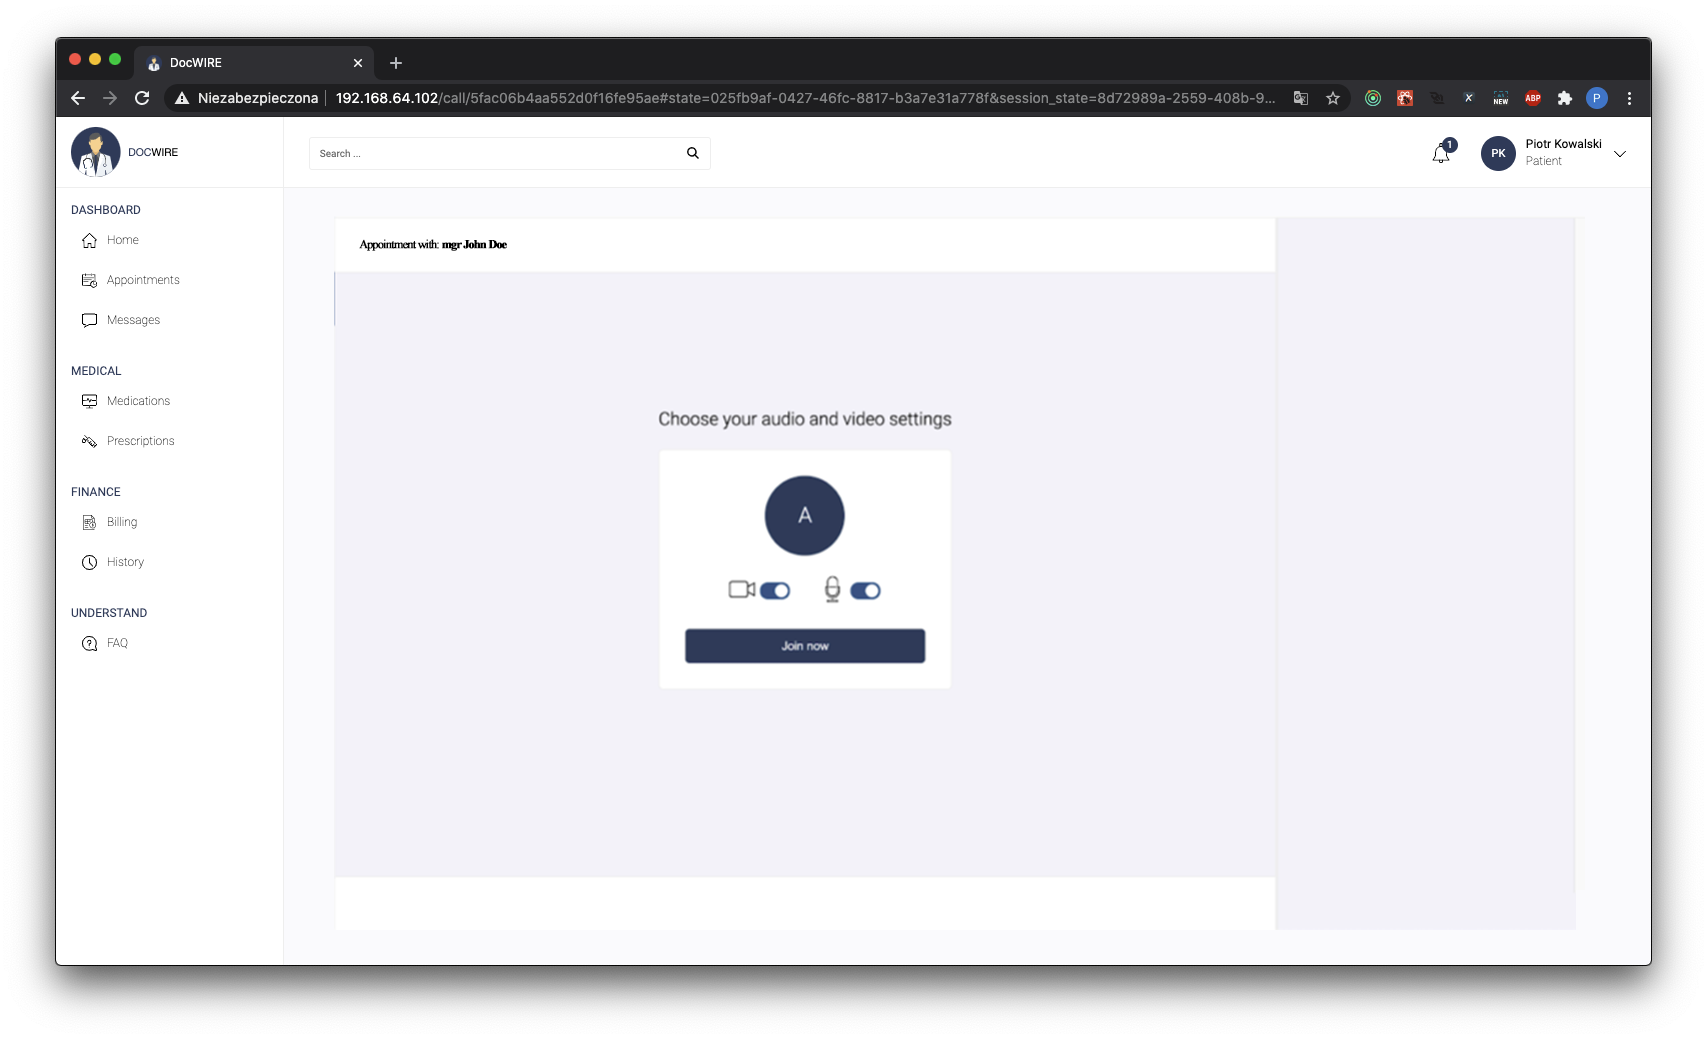 DocWIRE
Niezabezpieczona 192.168.64.102/call/5fac06b4aa552d0f16fe95ae#state=025fb9af-0427-46fc-8817-b3a7e31a778f&session_state=8d72989a-2559-408b-9...
NEW
ABP
P
DOCWIRE
Search ...
1
PK
Piotr Kowalski
Patient
DASHBOARD
Home
Appointments
Messages
MEDICAL
Medications
Prescriptions
FINANCE
Billing
History
UNDERSTAND
FAQ
Appointment with: mgr John Doe
Choose your audio and video settings
A
Join now